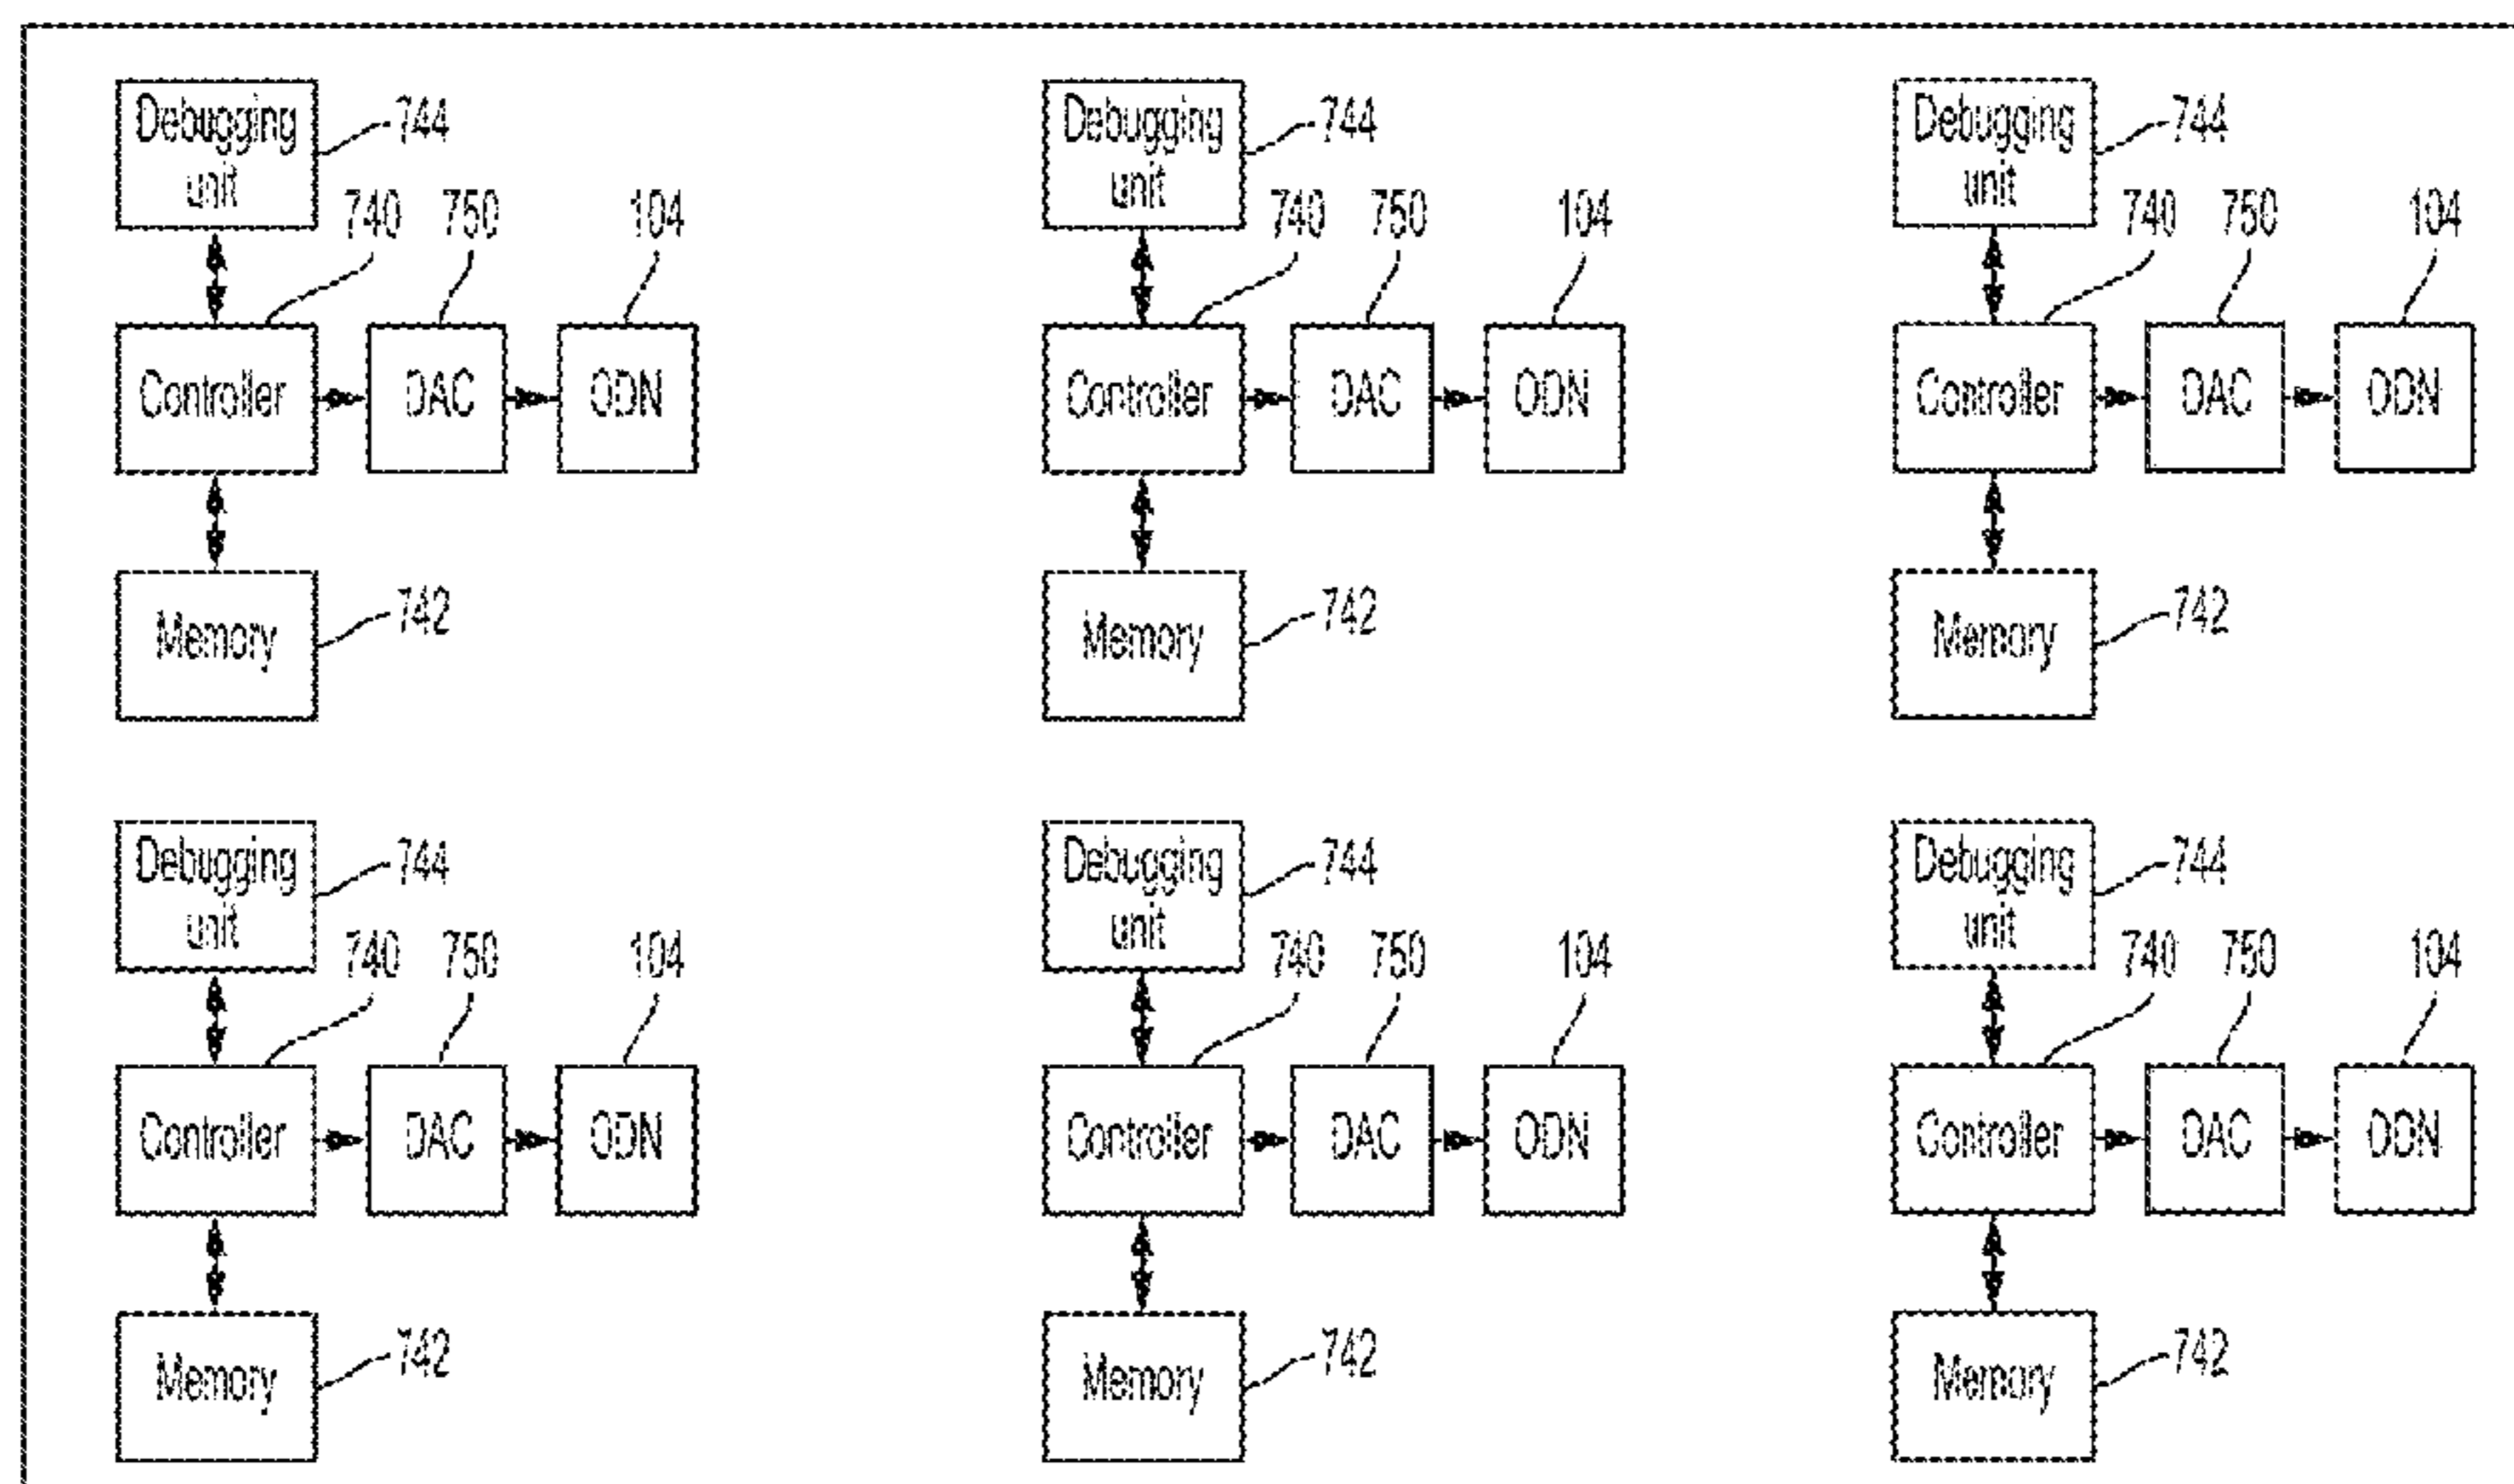 Debugging
unit
744
740
750
104
Controller
DAC
ODN
Memory
742
Debugging
unit
744
740
750
104
Controller
DAC
ODN
Memory
742
Debugging
unit
744
740
750
104
Controller
DAC
ODN
Memory
742
Debugging
unit
744
740
750
104
Controller
DAC
ODN
Memory
742
Debugging
unit
744
740
750
104
Controller
DAC
ODN
Memory
742
Debugging
unit
744
740
750
104
Controller
DAC
ODN
Memory
742